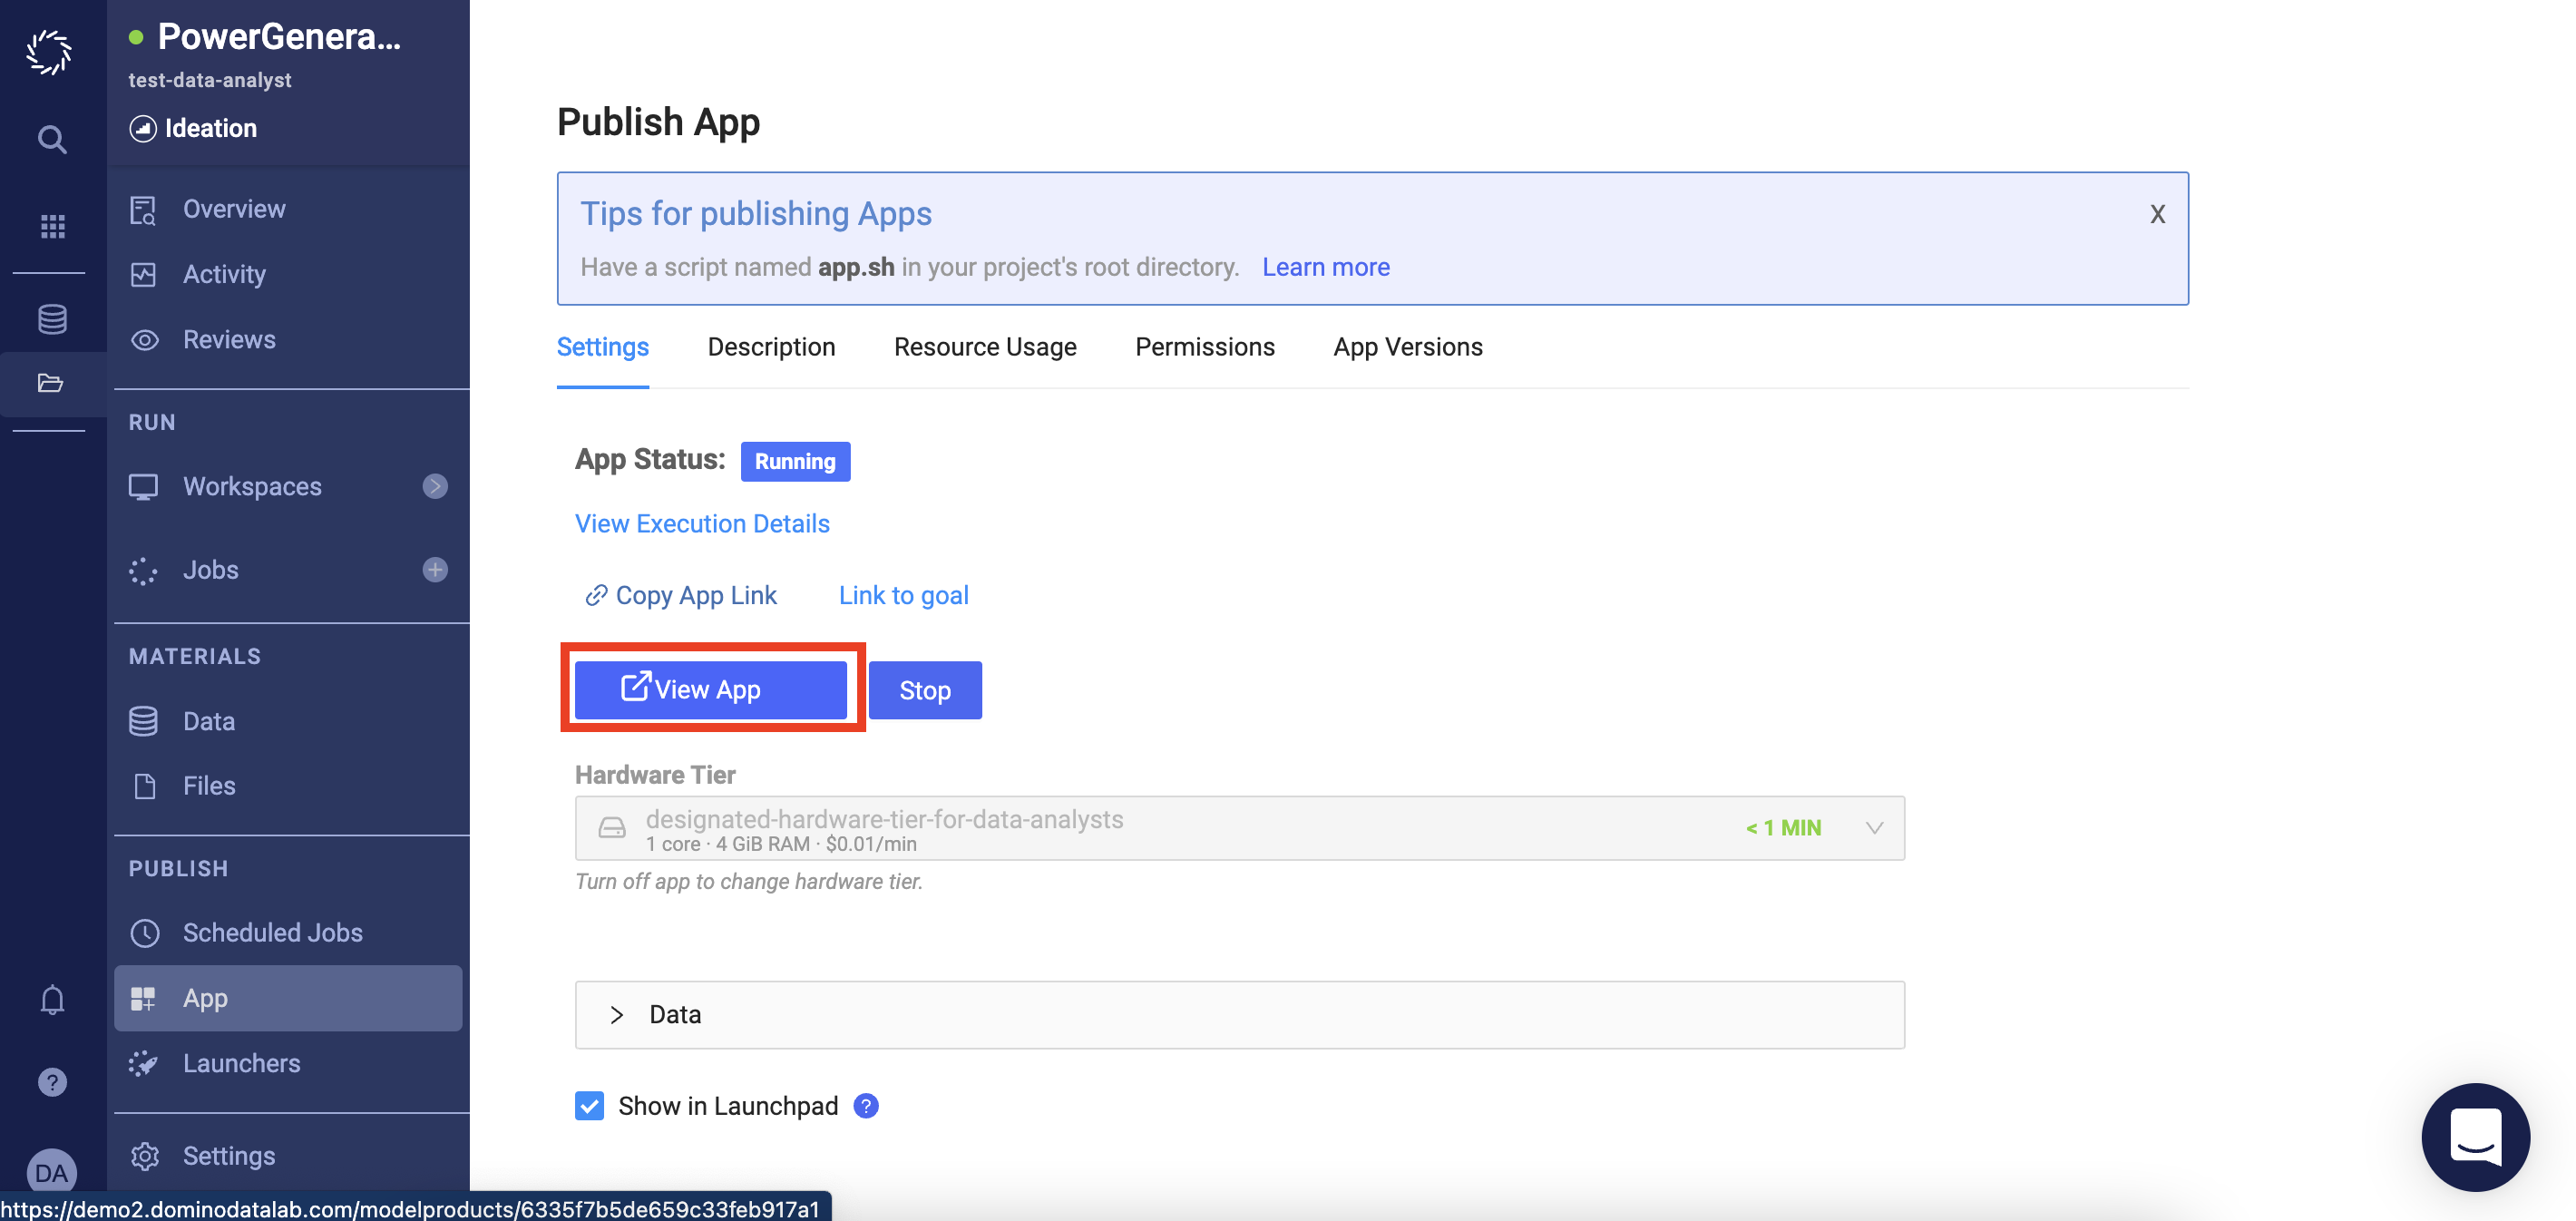 PowerGenera...
test-data-analyst
Ideation
Overview
Activity
Reviews
RUN
Workspaces
Jobs
MATERIALS
Data
Files
PUBLISH
Scheduled Jobs
App
Launchers
Settings
DA
https://demo2.dominodatalab.com/modelproducts/6335f7b5de659c33feb917a1
Publish App
Tips for publishing Apps
X
Have a script named app.sh in your project's root directory. Learn more
Settings Description Resource Usage Permissions App Versions
App Status: Running
View Execution Details
Copy App Link Link to goal
View App Stop
Hardware Tier
designated-hardware-tier-for-data-analysts
1 core · 4 GiB RAM · $0.01/min
< 1 MIN
Turn off app to change hardware tier.
Data
Show in Launchpad ?
?